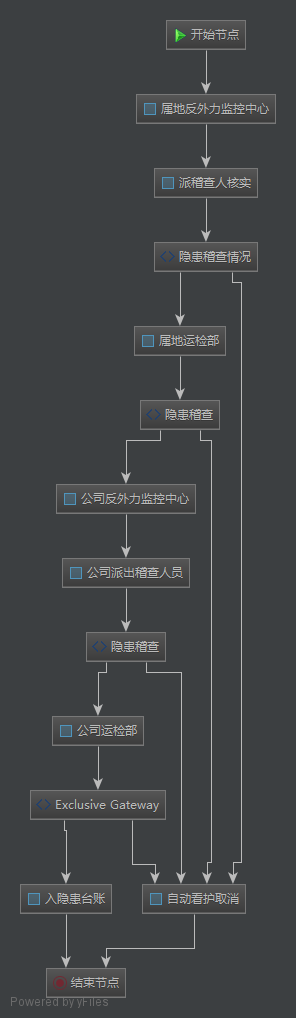 开始节点
属地反外力监控中心
派稽查人核实
隐患稽查情况
属地运检部
隐患稽查
公司反外力监控中心
公司派出稽查人员
隐患稽查
公司运检部
Exclusive Gateway
入隐患台账
自动看护取消
结束节点
Powered by yFiles